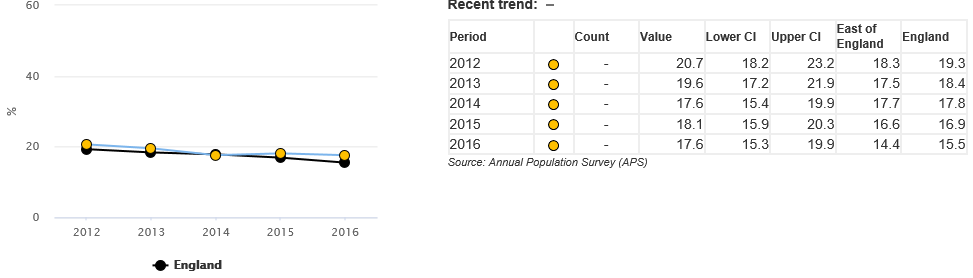 60
40
%
20
0
2012 2013 2014 2015 2016
England
Recent trend: –
Period Count Value Lower CI Upper CI East of England England
2012 - 20.7 18.2 23.2 18.3 19.3
2013 - 19.6 17.2 21.9 17.5 18.4
2014 - 17.6 15.4 19.9 17.7 17.8
2015 - 18.1 15.9 20.3 16.6 16.9
2016 - 17.6 15.3 19.9 14.4 15.5
Source: Annual Population Survey (APS)